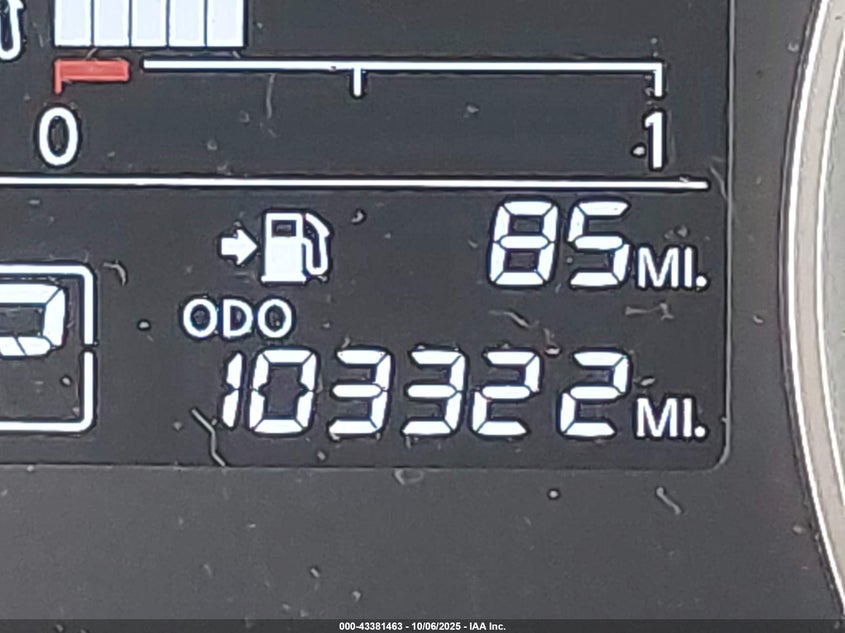 0 1
85 MI.
ODO
103322 MI.
000-43381463 - 10/06/2025 - IAA Inc.